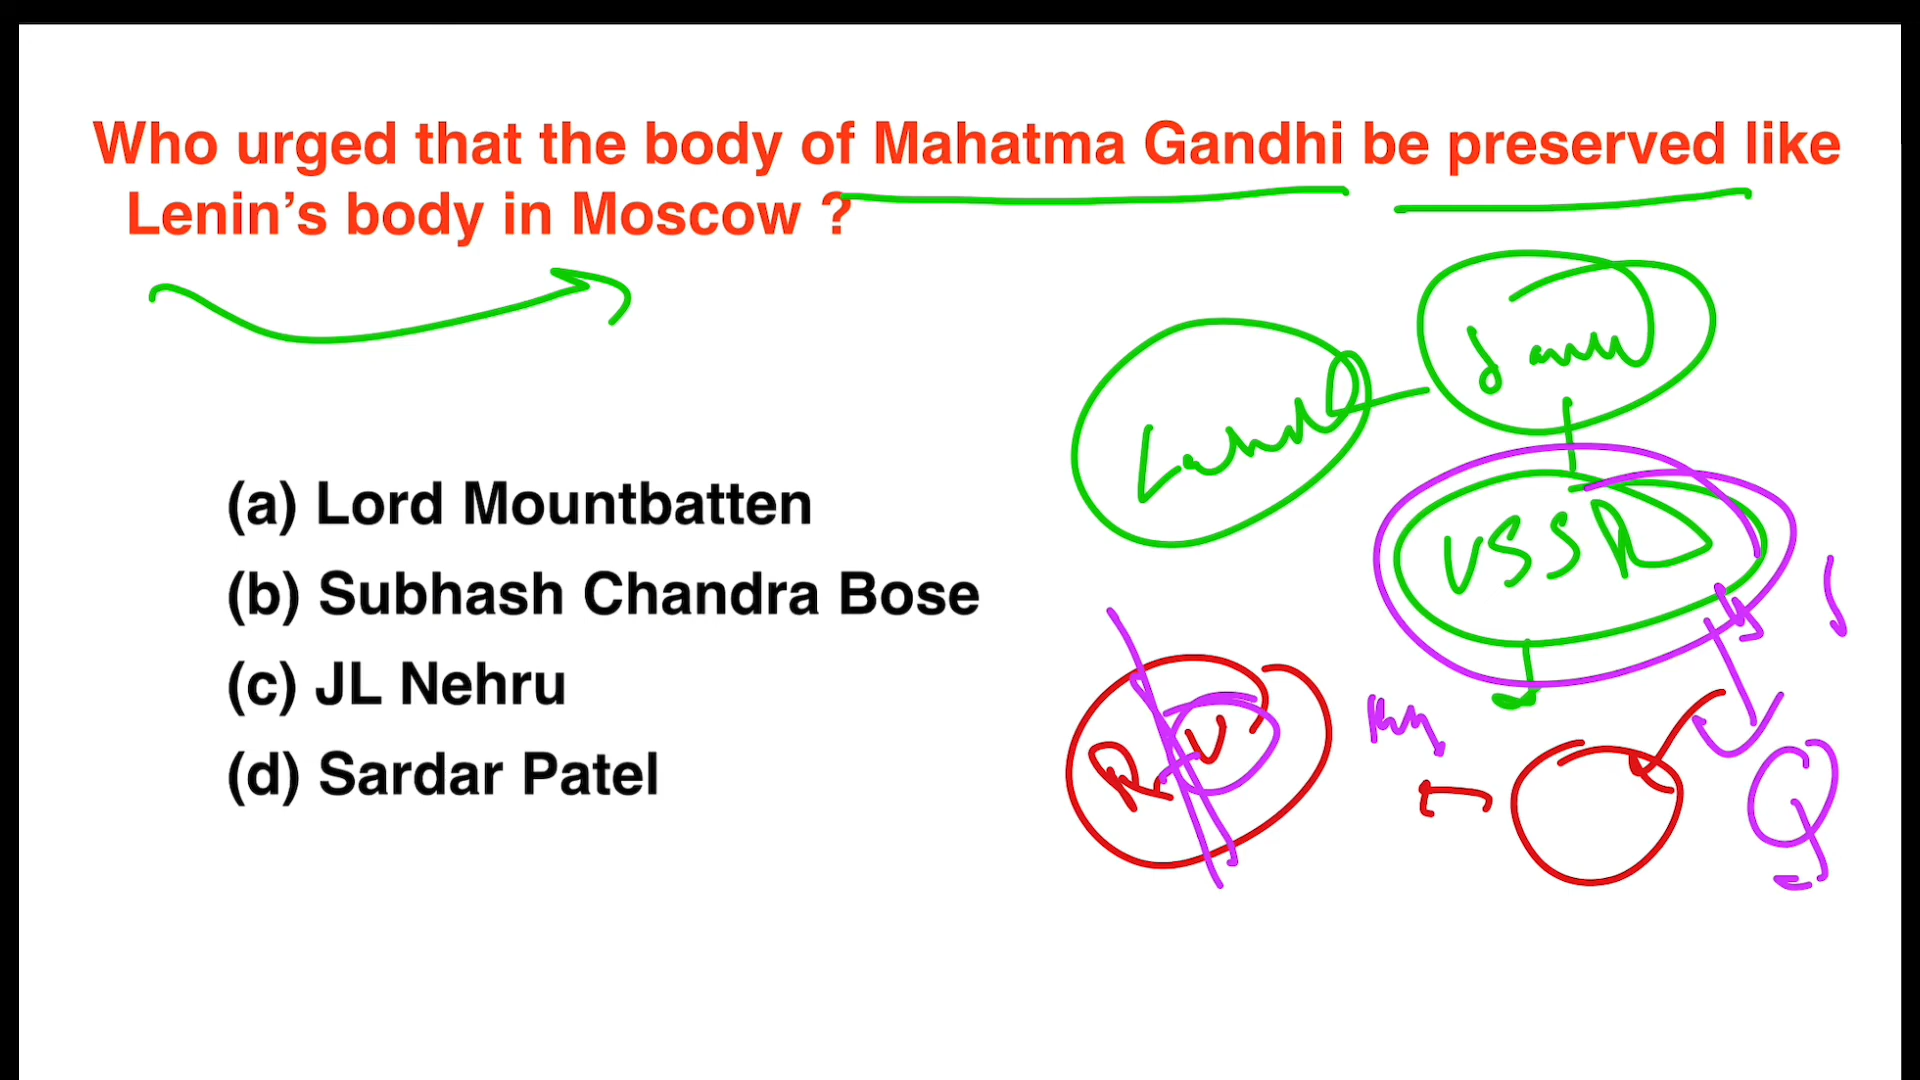 Who urged that the body of Mahatma Gandhi be preserved like
Lenin’s body in Moscow ?
(a) Lord Mountbatten
(b) Subhash Chandra Bose
(c) JL Nehru
(d) Sardar Patel
USSR